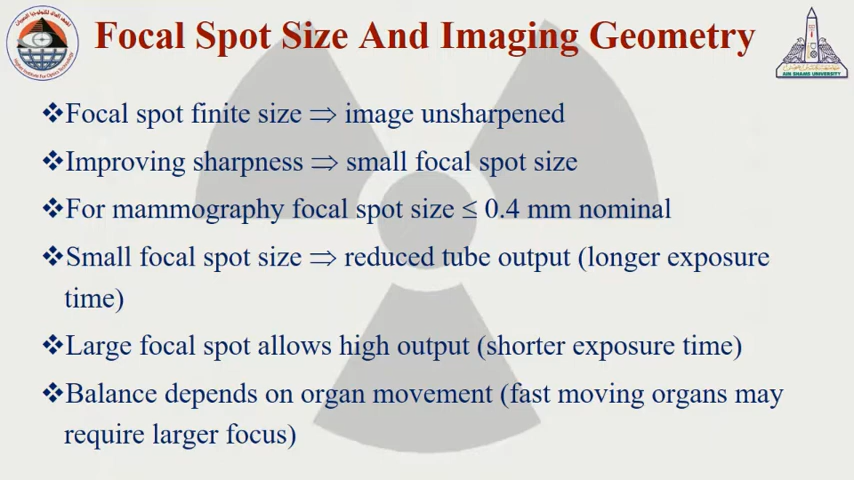 Focal Spot Size And Imaging Geometry
AIN SHAMS UNIVERSITY
❖Focal spot finite size ⇒ image unsharpened
❖Improving sharpness ⇒ small focal spot size
❖For mammography focal spot size ≤ 0.4 mm nominal
❖Small focal spot size ⇒ reduced tube output (longer exposure
time)
❖Large focal spot allows high output (shorter exposure time)
❖Balance depends on organ movement (fast moving organs may
require larger focus)